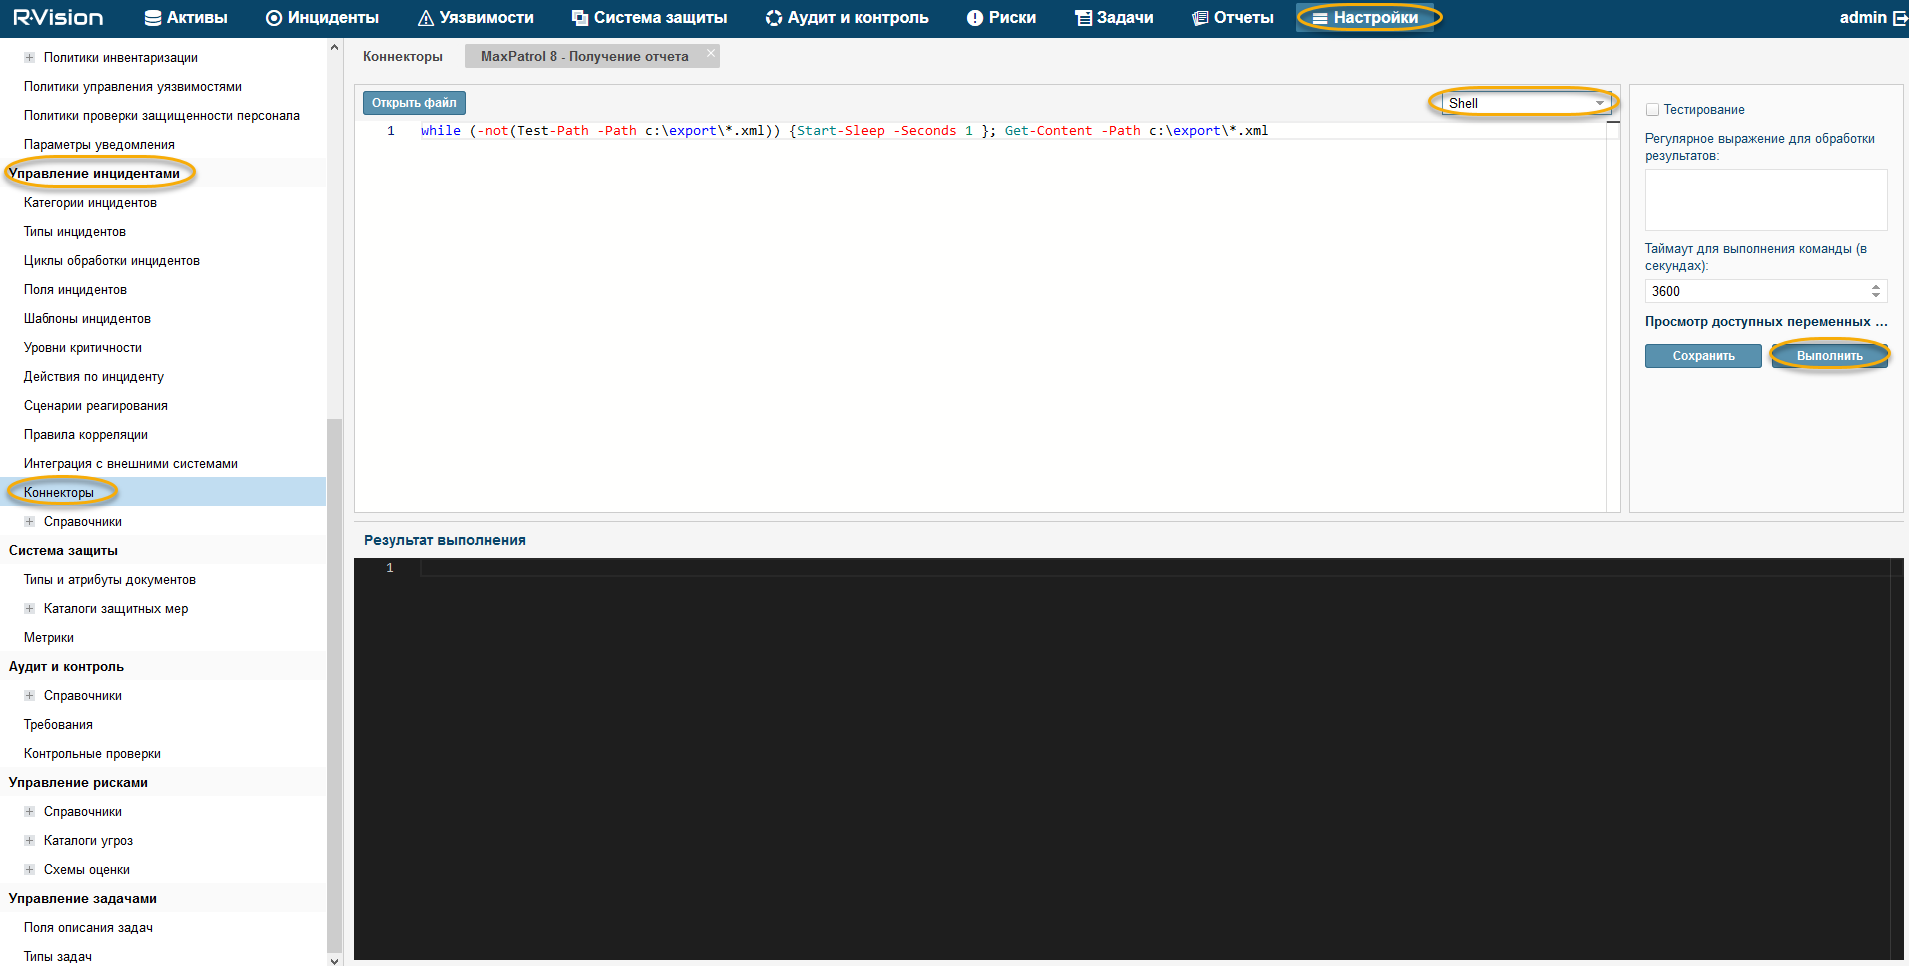 R·Vision
Активы
Инциденты
Уязвимости
Система защиты
Аудит и контроль
Риски
Задачи
Отчеты
Настройки
admin
Политики инвентаризации
Политики управления уязвимостями
Политики проверки защищенности персонала
Параметры уведомления
Управление инцидентами
Категории инцидентов
Типы инцидентов
Циклы обработки инцидентов
Поля инцидентов
Шаблоны инцидентов
Уровни критичности
Действия по инциденту
Сценарии реагирования
Правила корреляции
Интеграция с внешними системами
Коннекторы
Справочники
Система защиты
Типы и атрибуты документов
Каталоги защитных мер
Метрики
Аудит и контроль
Справочники
Требования
Контрольные проверки
Управление рисками
Справочники
Каталоги угроз
Схемы оценки
Управление задачами
Поля описания задач
Типы задач
Коннекторы
MaxPatrol 8 - Получение отчета
Открыть файл
Shell
1 while (-not(Test-Path -Path c:\export\*.xml)) {Start-Sleep -Seconds 1 }; Get-Content -Path c:\export\*.xml
Тестирование
Регулярное выражение для обработки
результатов:
Таймаут для выполнения команды (в
секундах):
3600
Просмотр доступных переменных ...
Сохранить
Выполнить
Результат выполнения
1